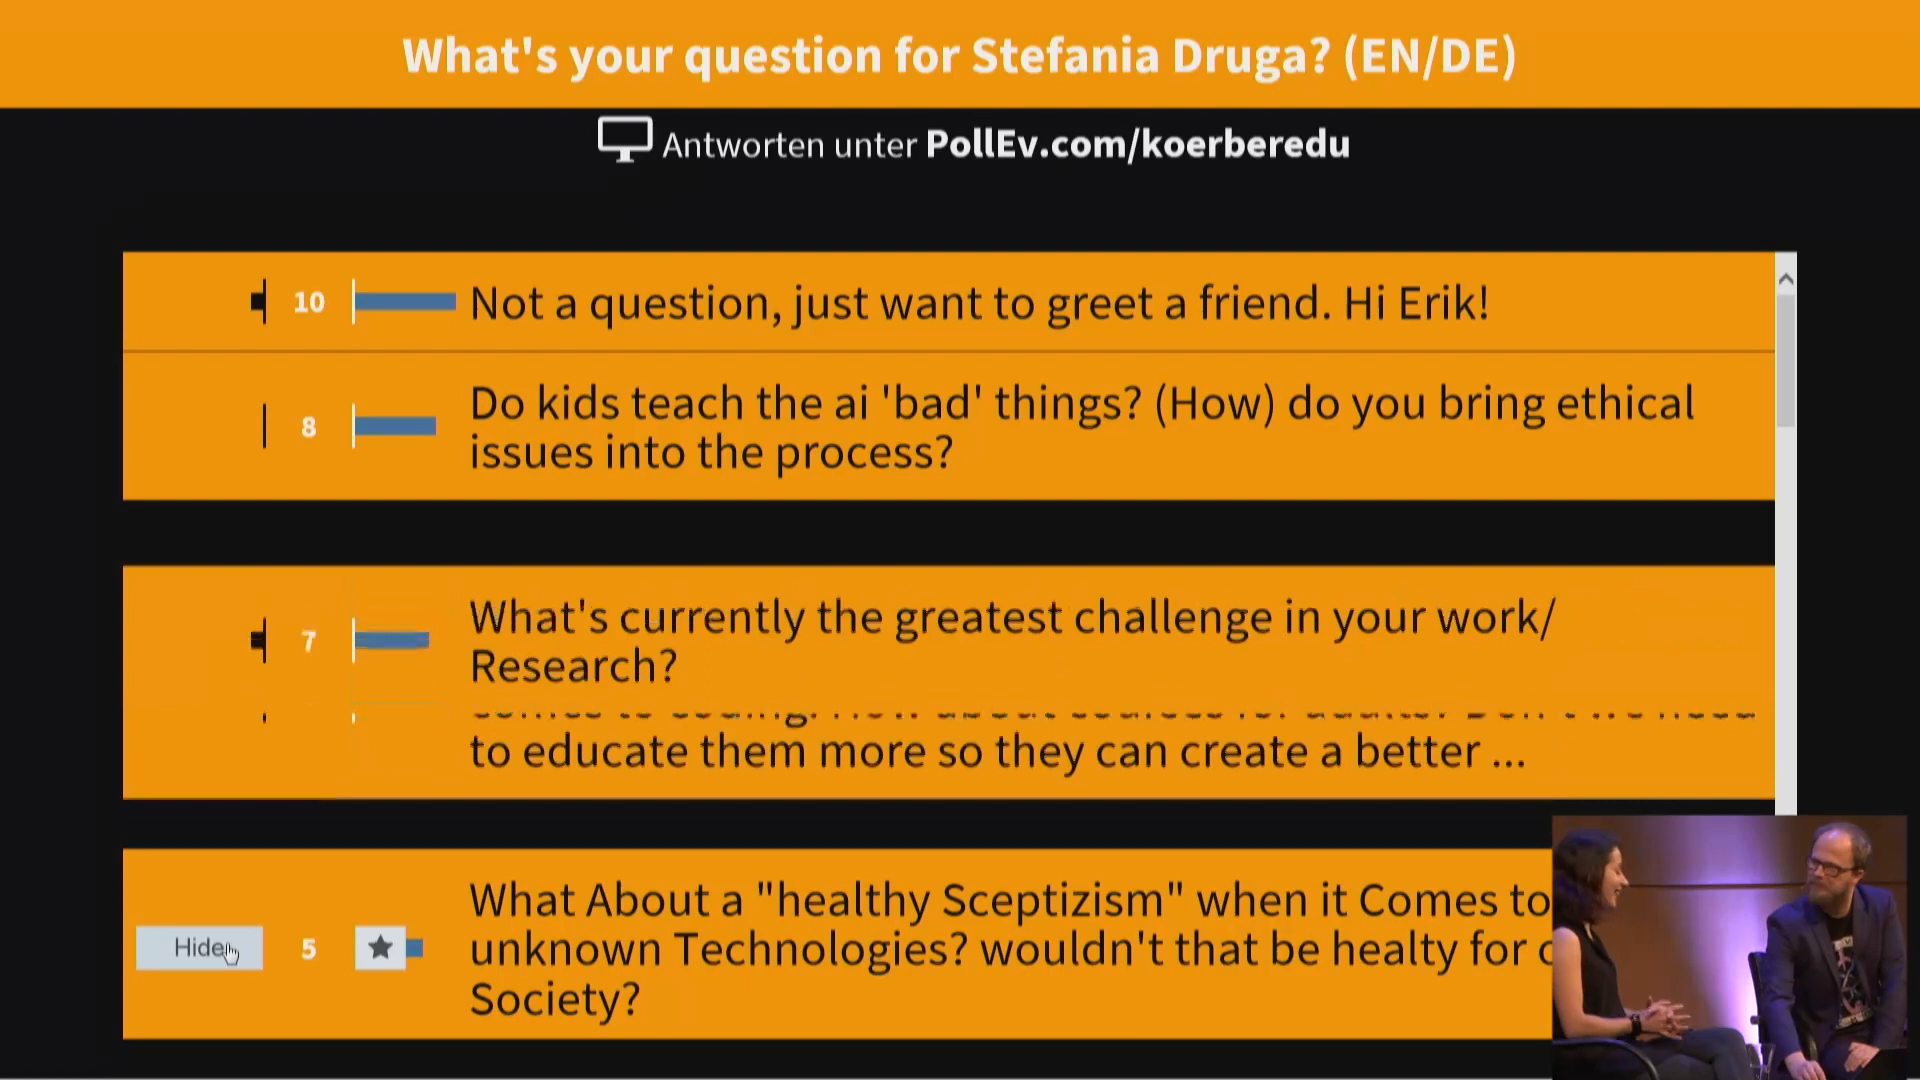 What's your question for Stefania Druga? (EN/DE)
Antworten unter PollEv.com/koerberedu
10 Not a question, just want to greet a friend. Hi Erik!
8 Do kids teach the ai 'bad' things? (How) do you bring ethical
issues into the process?
7 What's currently the greatest challenge in your work/
Research?
to educate them more so they can create a better ...
What About a "healthy Sceptizism" when it Comes to
Hide 5 unknown Technologies? wouldn't that be healty for
Society?